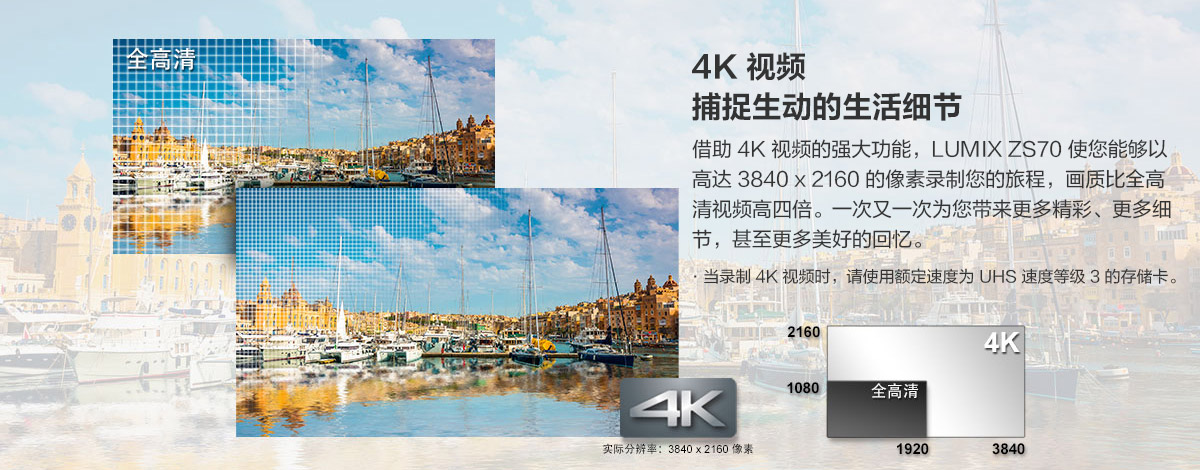 全高清
4K 视频
捕捉生动的生活细节
借助 4K 视频的强大功能，LUMIX ZS70 使您能够以
高达 3840 x 2160 的像素录制您的旅程，画质比全高
清视频高四倍。一次又一次为您带来更多精彩、更多细
节，甚至更多美好的回忆。
· 当录制 4K 视频时，请使用额定速度为 UHS 速度等级 3 的存储卡。
4K
实际分辨率：3840 x 2160 像素
2160
4K
1080
全高清
1920
3840